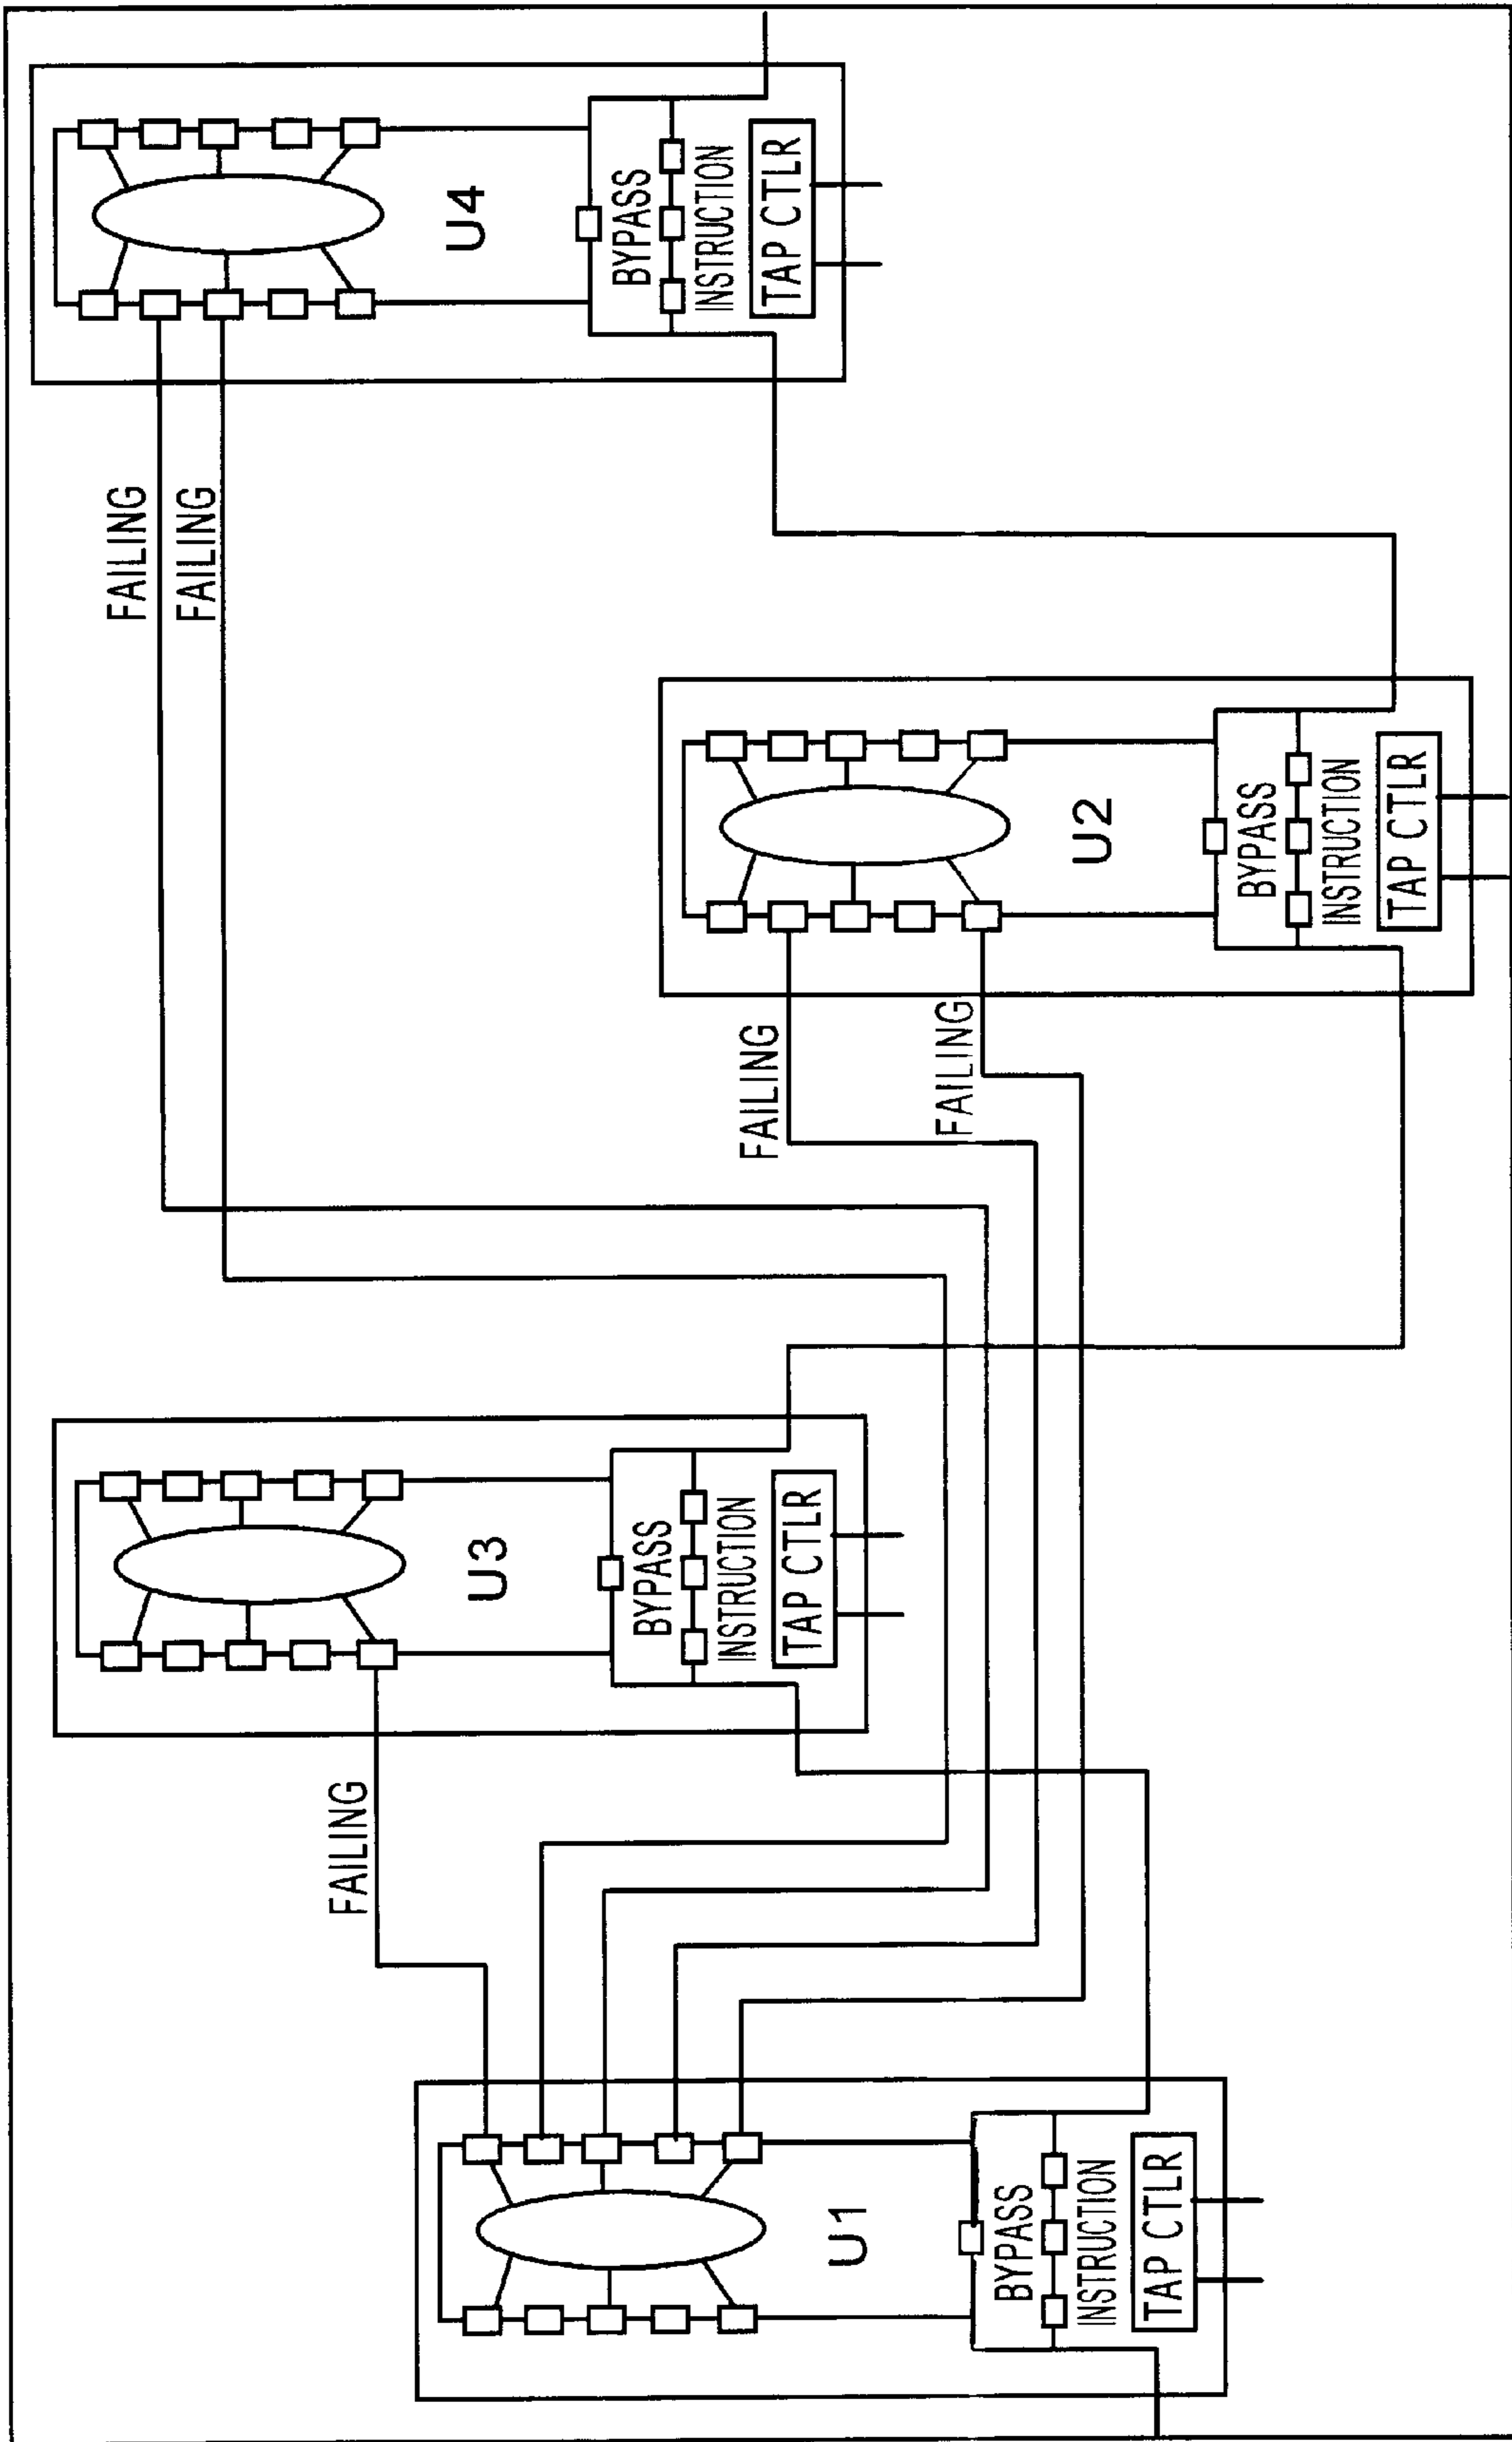 U1
BYPASS
INSTRUCTION
TAP CTLR
FAILING
U3
BYPASS
INSTRUCTION
TAP CTLR
FAILING
FAILING
U2
BYPASS
INSTRUCTION
TAP CTLR
FAILING
FAILING
U4
BYPASS
INSTRUCTION
TAP CTLR